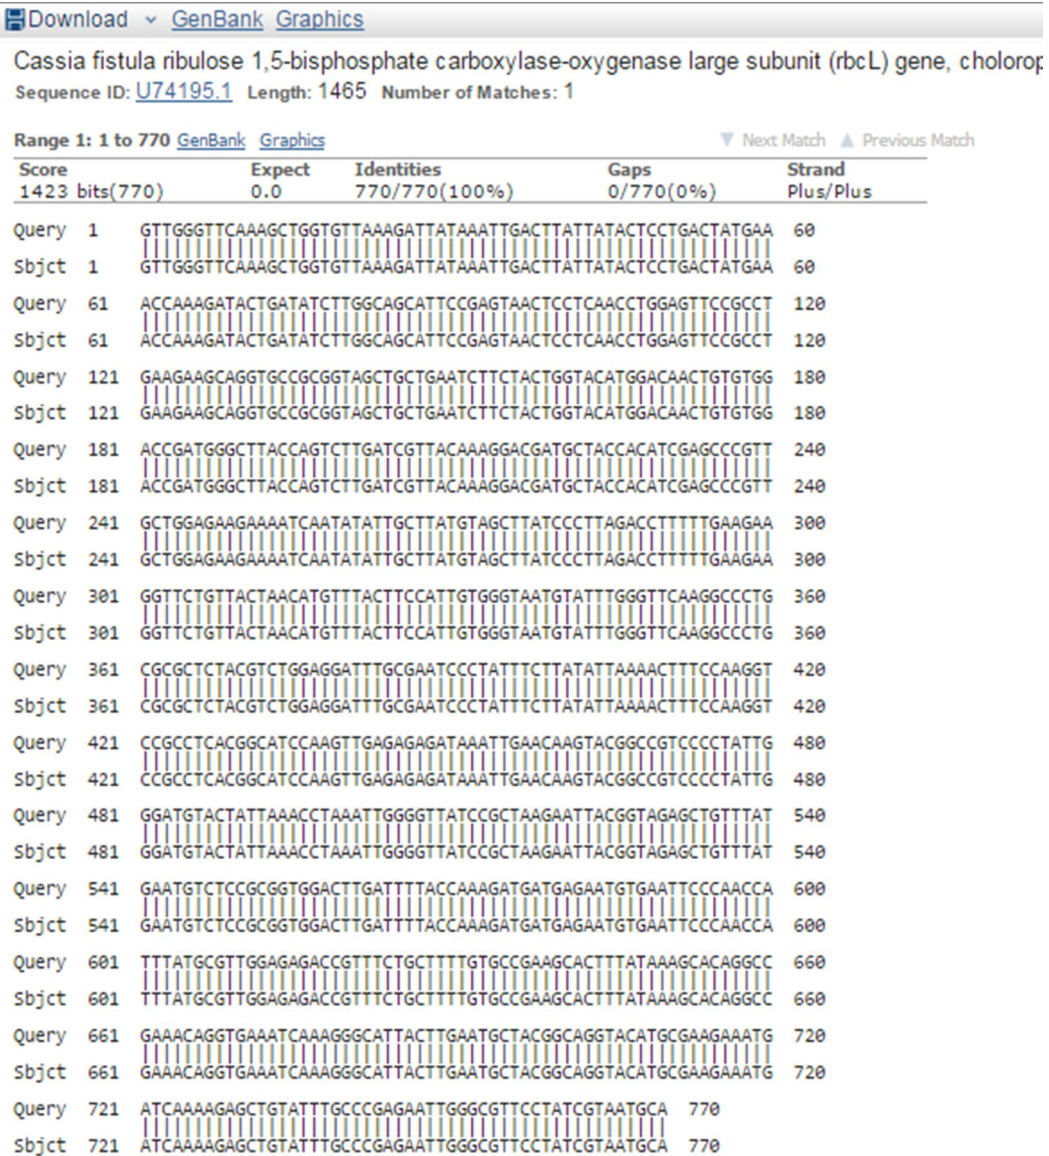 Download GenBank Graphics
Cassia fistula ribulose 1,5-bisphosphate carboxylase-oxygenase large subunit (rbcL) gene, cholorop
Sequence ID: U74195.1 Length: 1465 Number of Matches: 1
Range 1: 1 to 770 GenBank Graphics Next Match Previous Match
Score Expect Identities Gaps Strand
1423 bits(770) 0.0 770/770(100%) 0/770(0%) Plus/Plus
Query 1 GTTGGGTTCAAAGCTGGTGTTAAAGATTATAAATTGACTTATTATACTCCTGACTATGAA 60
Sbjct 1 GTTGGGTTCAAAGCTGGTGTTAAAGATTATAAATTGACTTATTATACTCCTGACTATGAA 60
Query 61 ACCAAAGATACTGATATCTTGGCAGCATTCCGAGTAACTCCTCAACCTGGAGTTCCGCCT 120
Sbjct 61 ACCAAAGATACTGATATCTTGGCAGCATTCCGAGTAACTCCTCAACCTGGAGTTCCGCCT 120
Query 121 GAAGAAGCAGGTGCCGCGGTAGCTGCTGAATCTTCTACTGGTACATGGACAACTGTGTGG 180
Sbjct 121 GAAGAAGCAGGTGCCGCGGTAGCTGCTGAATCTTCTACTGGTACATGGACAACTGTGTGG 180
Query 181 ACCGATGGGCTTACCAGTCTTGATCGTTACAAAGGACGATGCTACCACATCGAGCCCGTT 240
Sbjct 181 ACCGATGGGCTTACCAGTCTTGATCGTTACAAAGGACGATGCTACCACATCGAGCCCGTT 240
Query 241 GCTGGAGAAGAAAATCAATATATTGCTTATGTAGCTTATCCCTTAGACCTTTTTGAAGAA 300
Sbjct 241 GCTGGAGAAGAAAATCAATATATTGCTTATGTAGCTTATCCCTTAGACCTTTTTGAAGAA 300
Query 301 GGTTCTGTTACTAACATGTTTACTTCCATTGTGGGTAATGTATTTGGGTTCAAGGCCCTG 360
Sbjct 301 GGTTCTGTTACTAACATGTTTACTTCCATTGTGGGTAATGTATTTGGGTTCAAGGCCCTG 360
Query 361 CGCGCTCTACGTCTGGAGGATTTGCGAATCCCTATTTCTTATATTAAAACTTTCCAAGGT 420
Sbjct 361 CGCGCTCTACGTCTGGAGGATTTGCGAATCCCTATTTCTTATATTAAAACTTTCCAAGGT 420
Query 421 CCGCCTCACGGCATCCAAGTTGAGAGAGATAAATTGAACAAGTACGGCCGTCCCCTATTG 480
Sbjct 421 CCGCCTCACGGCATCCAAGTTGAGAGAGATAAATTGAACAAGTACGGCCGTCCCCTATTG 480
Query 481 GGATGTACTATTAAACCTAAATTGGGGTTATCCGCTAAGAATTACGGTAGAGCTGTTTAT 540
Sbjct 481 GGATGTACTATTAAACCTAAATTGGGGTTATCCGCTAAGAATTACGGTAGAGCTGTTTAT 540
Query 541 GAATGTCTCCGCGGTGGACTTGATTTTACCAAAGATGATGAGAATGTGAATTCCCAACCA 600
Sbjct 541 GAATGTCTCCGCGGTGGACTTGATTTTACCAAAGATGATGAGAATGTGAATTCCCAACCA 600
Query 601 TTTATGCGTTGGAGAGACCGTTTCTGCTTTTGTGCCGAAGCACTTTATAAAGCACAGGCC 660
Sbjct 601 TTTATGCGTTGGAGAGACCGTTTCTGCTTTTGTGCCGAAGCACTTTATAAAGCACAGGCC 660
Query 661 GAAACAGGTGAAATCAAAGGGCATTACTTGAATGCTACGGCAGGTACATGCGAAGAAATG 720
Sbjct 661 GAAACAGGTGAAATCAAAGGGCATTACTTGAATGCTACGGCAGGTACATGCGAAGAAATG 720
Query 721 ATCAAAAGAGCTGTATTTGCCCGAGAATTGGGCGTTCCTATCGTAATGCA 770
Sbjct 721 ATCAAAAGAGCTGTATTTGCCCGAGAATTGGGCGTTCCTATCGTAATGCA 770